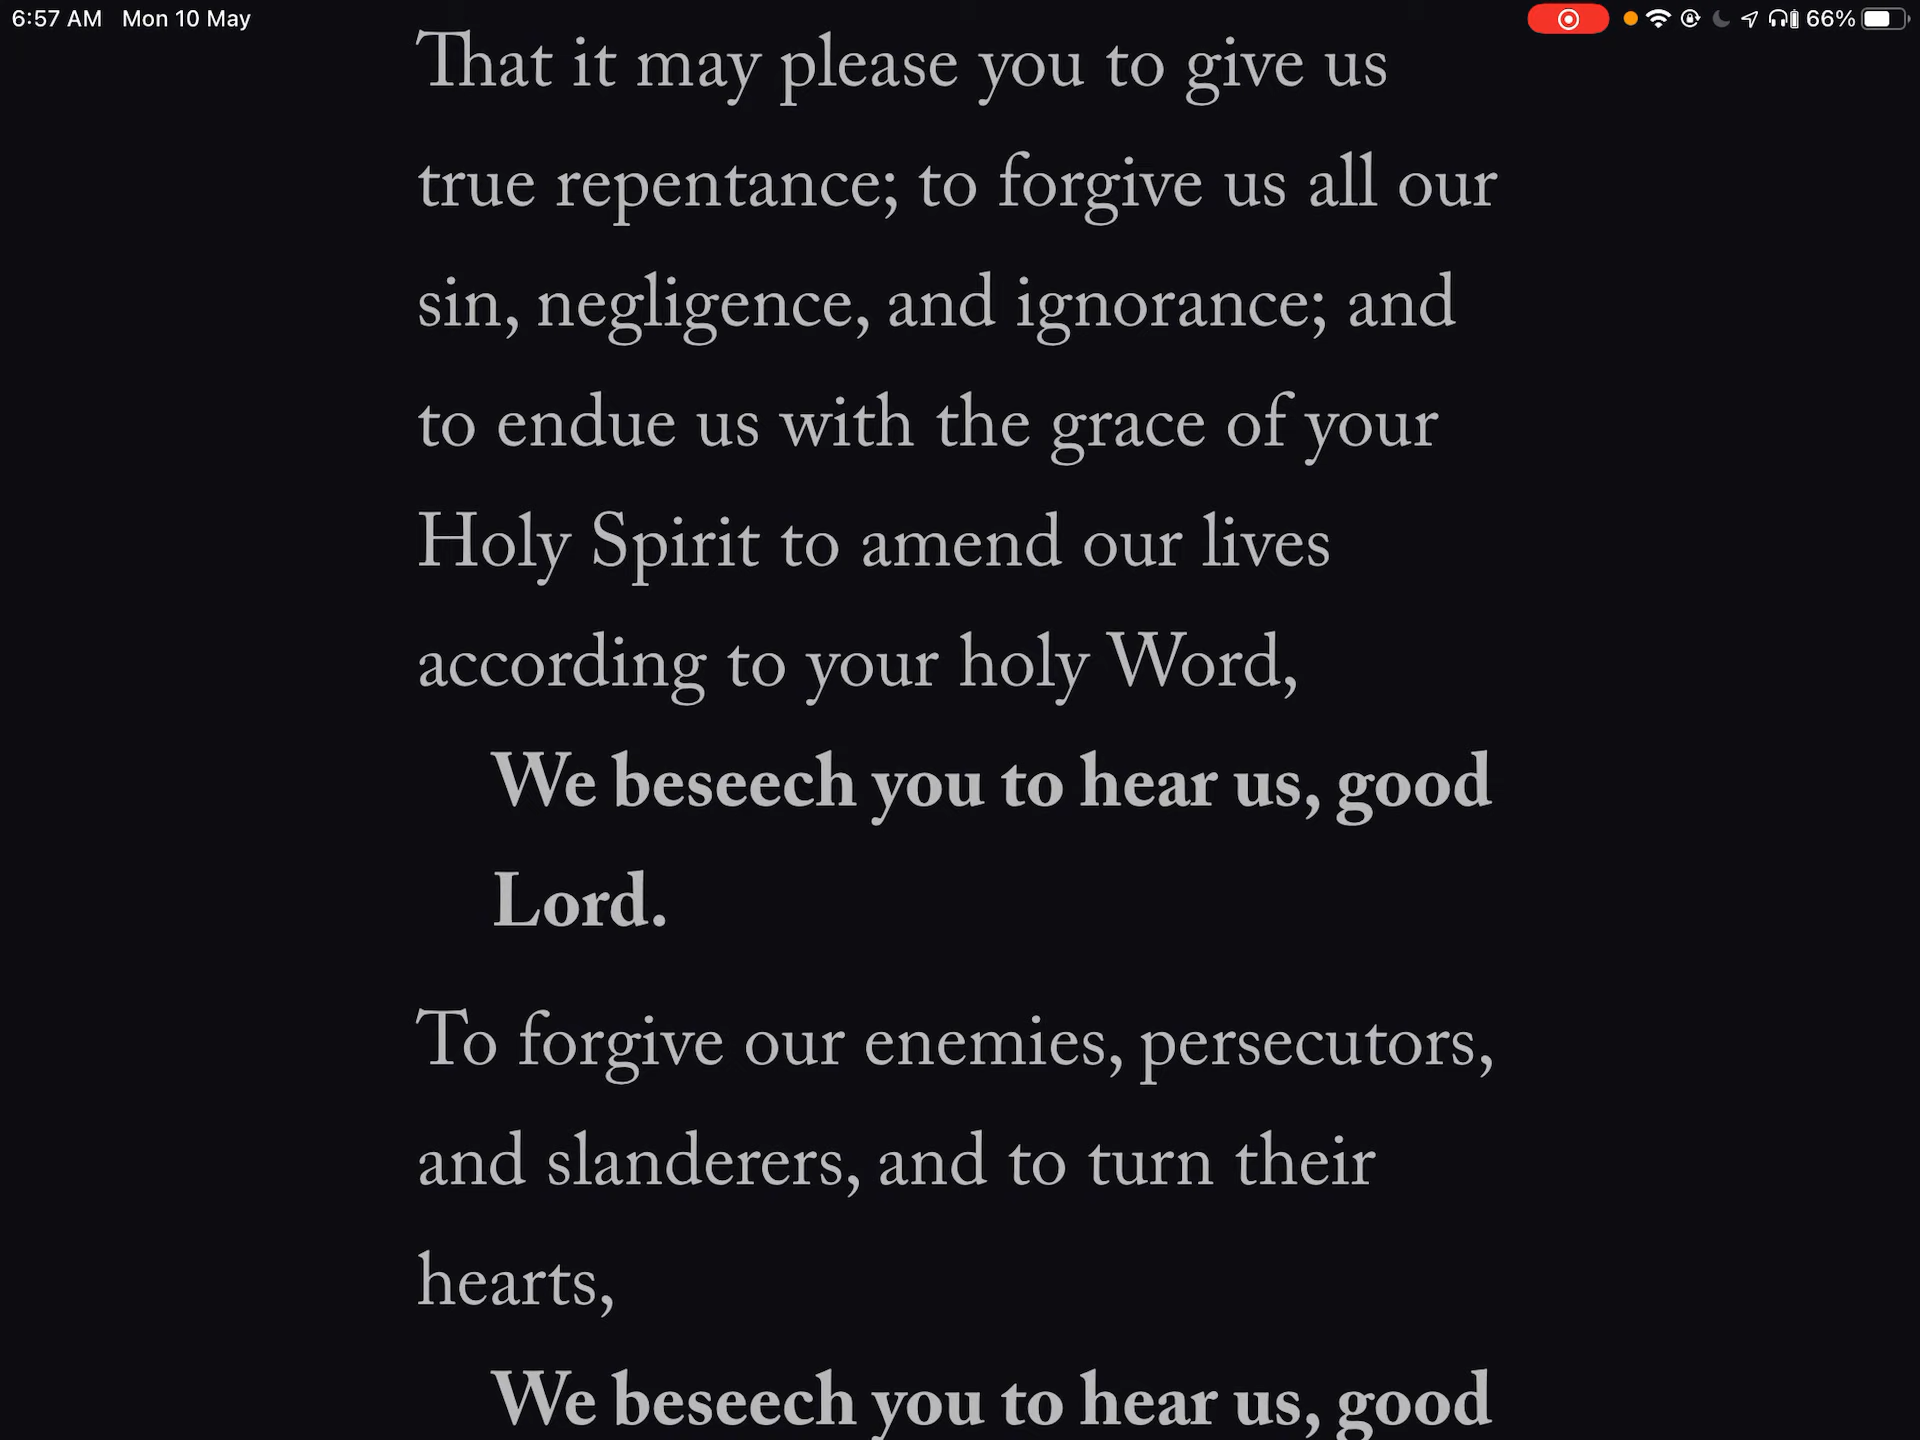 6:57 AM Mon 10 May 66%
That it may please you to give us
true repentance; to forgive us all our
sin, negligence, and ignorance; and
to endue us with the grace of your
Holy Spirit to amend our lives
according to your holy Word,
We beseech you to hear us, good
Lord.
To forgive our enemies, persecutors,
and slanderers, and to turn their
hearts,
We beseech you to hear us, good